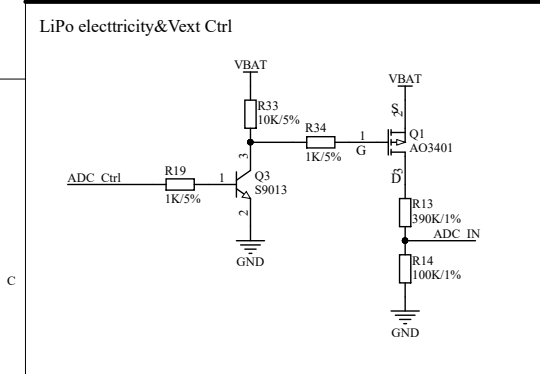 LiPo electtricity&Vext Ctrl
VBAT
VBAT
R33
10K/5%
S
2
R34
1
G
1K/5%
Q1
AO3401
3
R19
ADC_Ctrl
1
1K/5%
Q3
S9013
2
GND
3
D
R13
390K/1%
ADC_IN
R14
100K/1%
GND
C